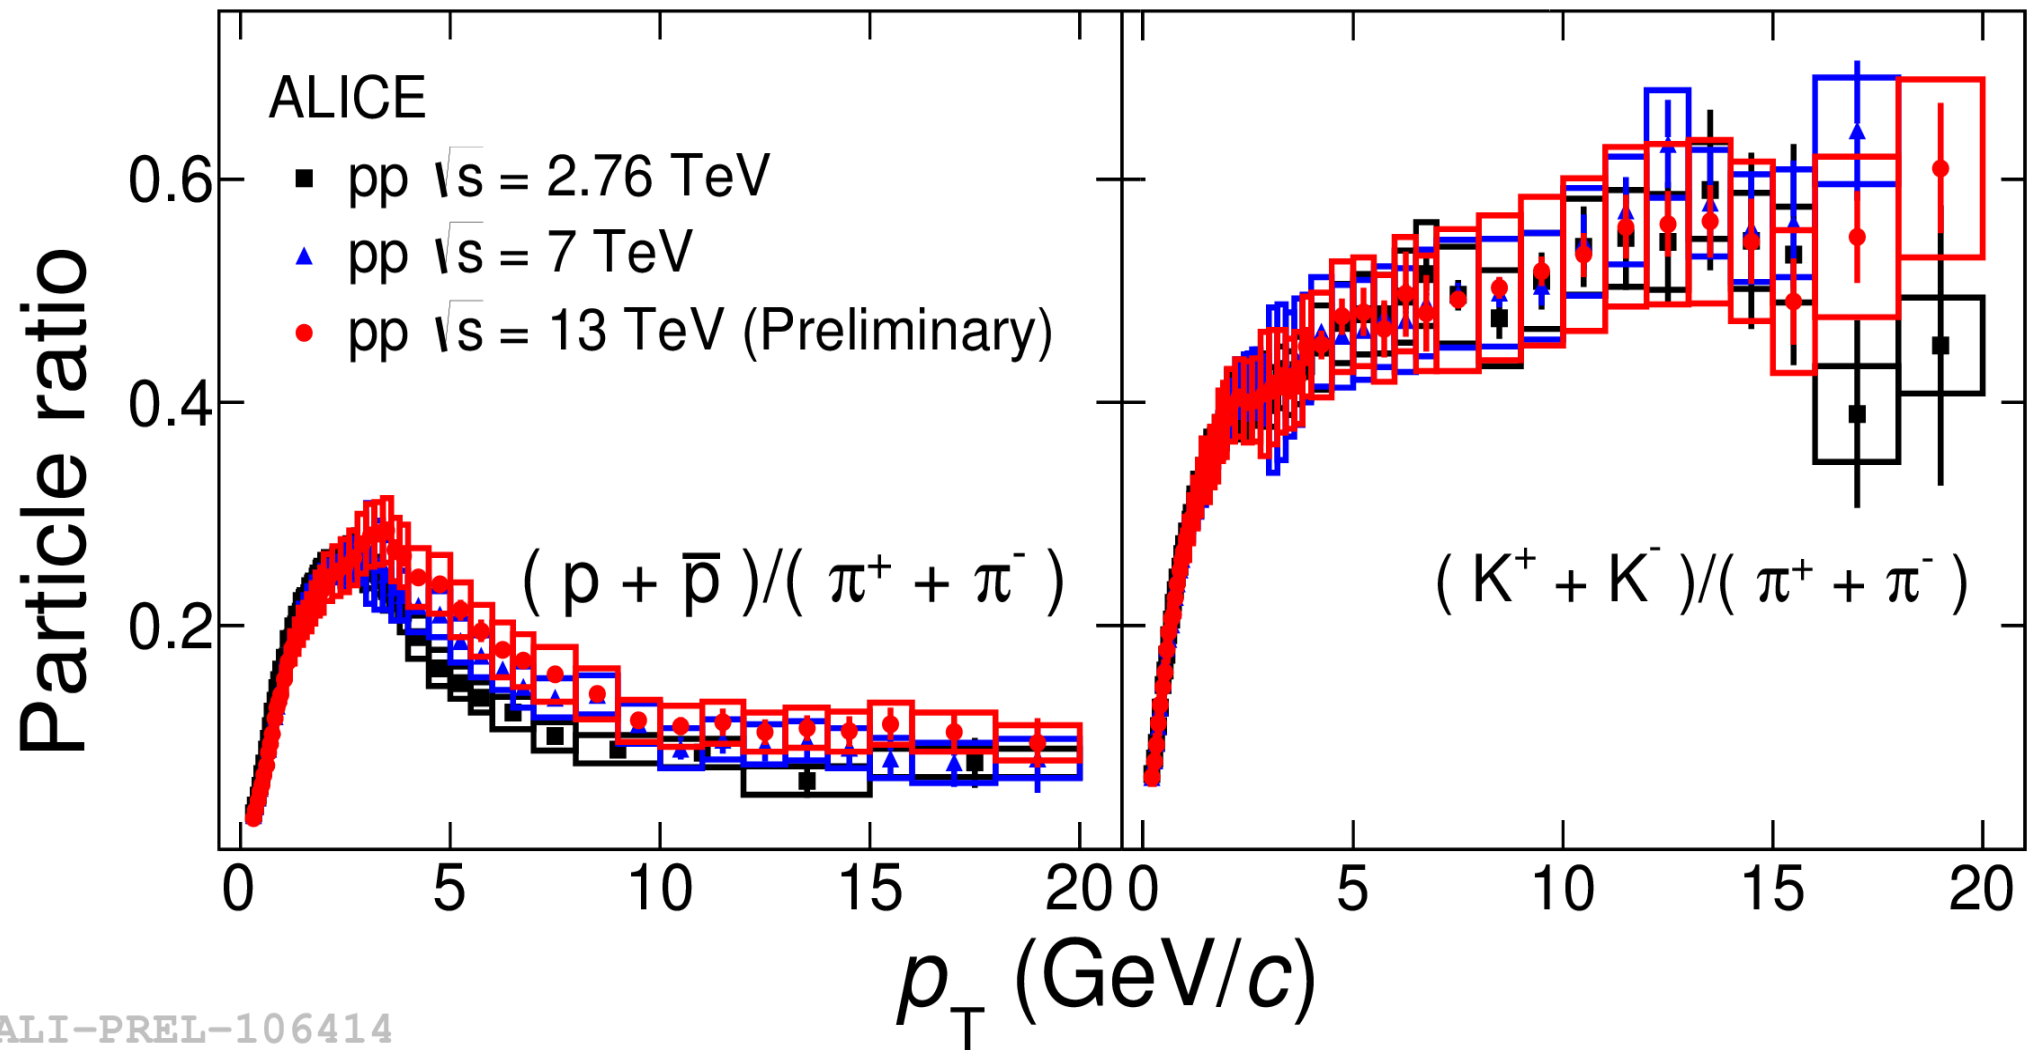 ALICE
pp √s = 2.76 TeV
pp √s = 7 TeV
pp √s = 13 TeV (Preliminary)
Particle ratio
0.6
0.4
0.2
( p + p̅ )/( π⁺ + π⁻ )
( K⁺ + K⁻ )/( π⁺ + π⁻ )
0 5 10 15 20 0 5 10 15 20
p_T (GeV/c)
ALI-PREL-106414